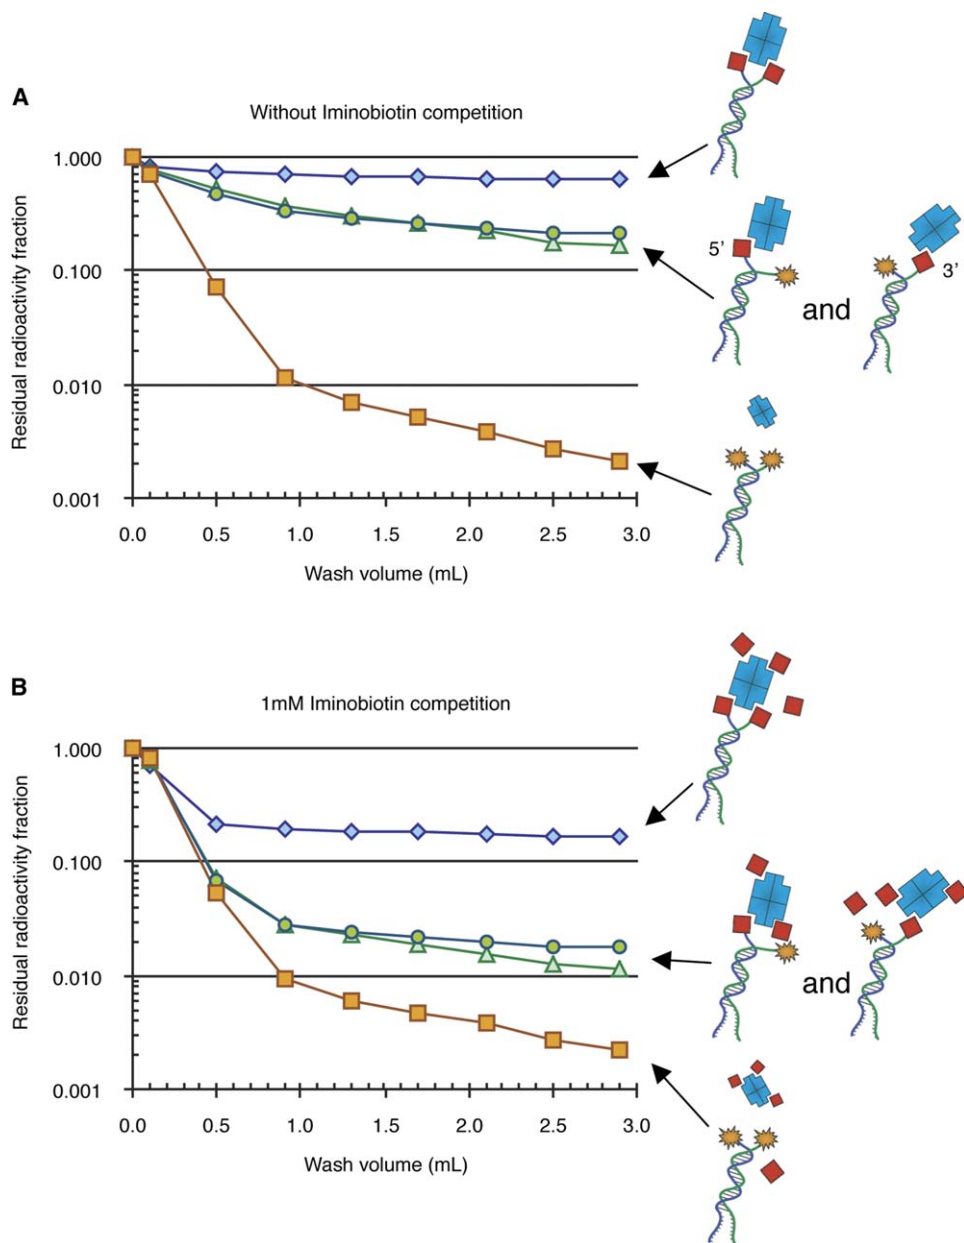 A
Without Iminobiotin competition
Residual radioactivity fraction
1.000
0.100
0.010
0.001
0.0 0.5 1.0 1.5 2.0 2.5 3.0
Wash volume (mL)
5’
and
3’
B
1mM Iminobiotin competition
Residual radioactivity fraction
1.000
0.100
0.010
0.001
0.0 0.5 1.0 1.5 2.0 2.5 3.0
Wash volume (mL)
and